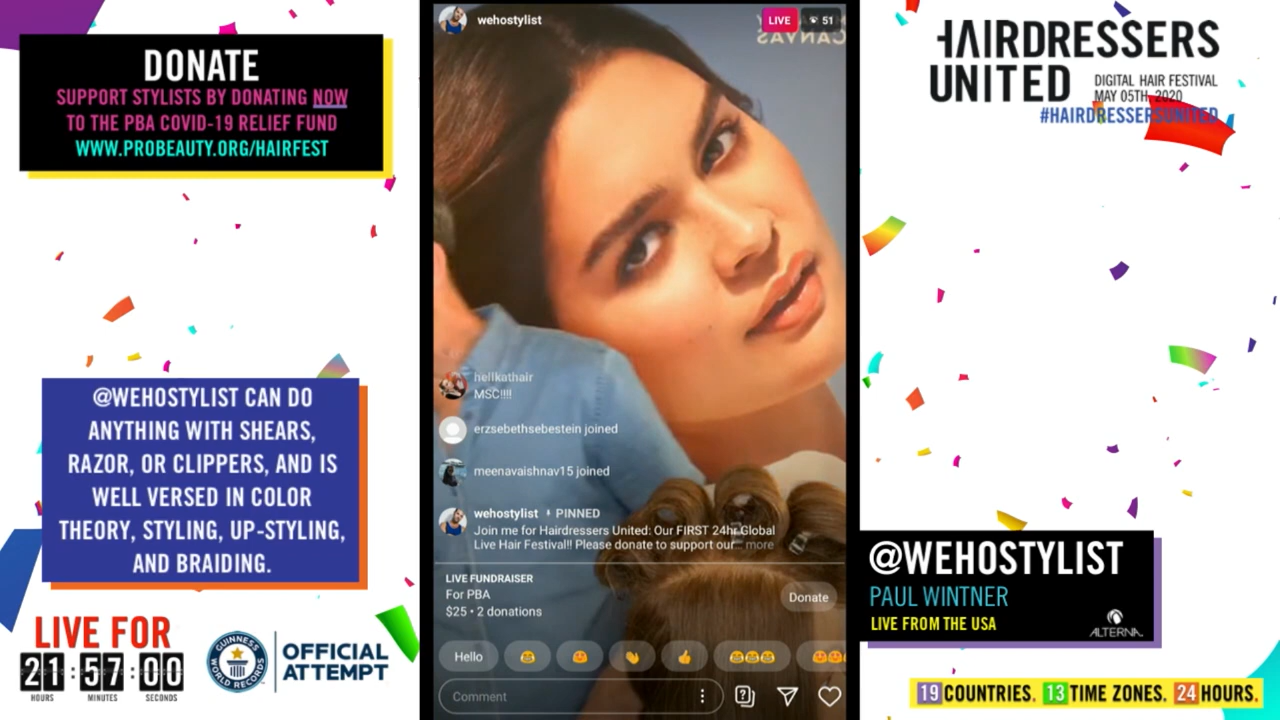 DONATE
SUPPORT STYLISTS BY DONATING NOW
TO THE PBA COVID-19 RELIEF FUND
WWW.PROBEAUTY.ORG/HAIRFEST
@WEHOSTYLIST CAN DO
ANYTHING WITH SHEARS,
RAZOR, OR CLIPPERS, AND IS
WELL VERSED IN COLOR
THEORY, STYLING, UP-STYLING,
AND BRAIDING.
LIVE FOR
21:57:00
HOURS MINUTES SECONDS
GUINNESS
WORLD RECORDS
OFFICIAL
ATTEMPT
wehostylist
LIVE
51
CANVAS
hellkathair
MSC!!!!
erzsebethsebestein joined
meenavaishnav15 joined
wehostylist PINNED
Join me for Hairdressers United: Our FIRST 24hr Global
Live Hair Festival!! Please donate to support our... more
LIVE FUNDRAISER
For PBA
$25 • 2 donations
Donate
Hello
Comment
HAIRDRESSERS
UNITED
DIGITAL HAIR FESTIVAL
MAY 05TH, 2020
#HAIRDRESSERSUNITED
@WEHOSTYLIST
PAUL WINTNER
LIVE FROM THE USA
ALTERNA
19 COUNTRIES. 13 TIME ZONES. 24 HOURS.